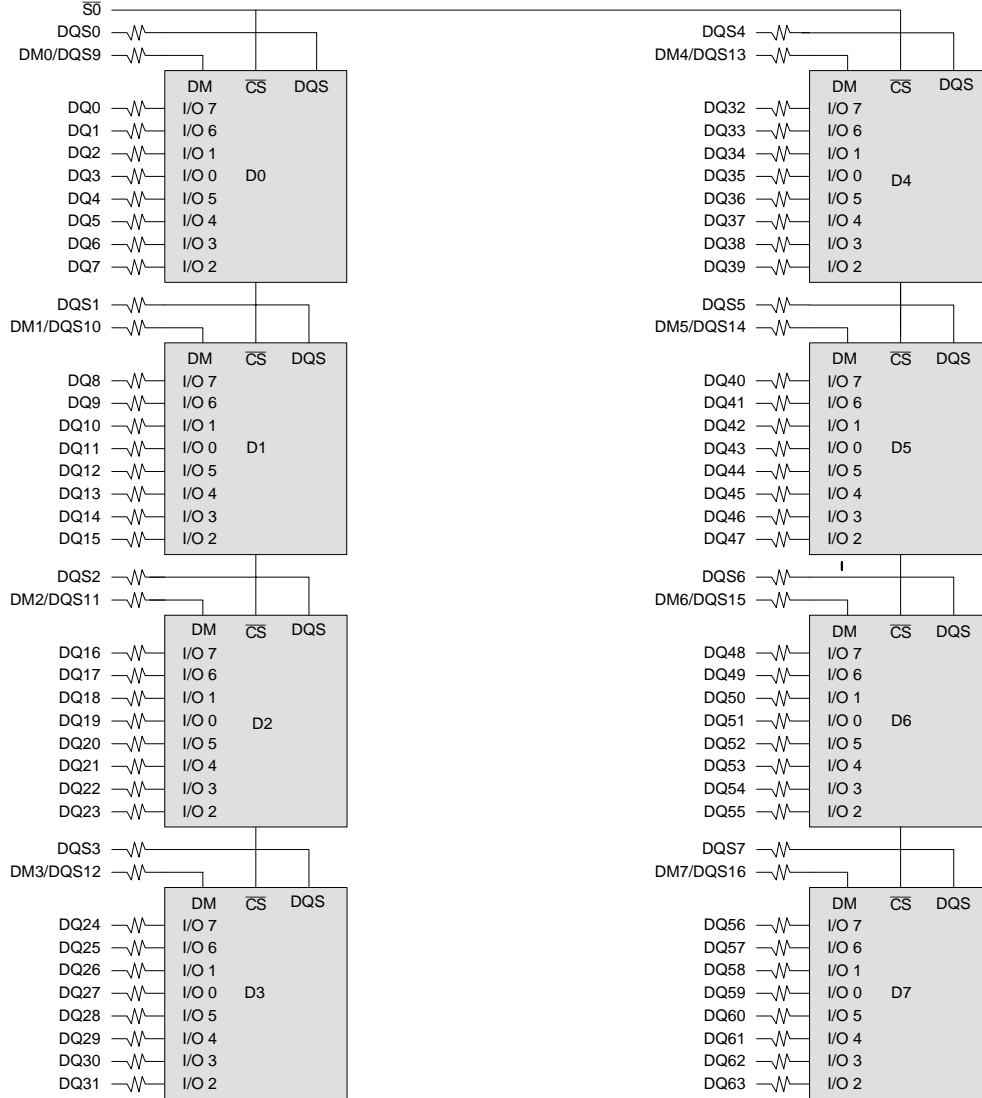 S0
DQS0
DM0/DQS9
DM CS DQS
DQ0 I/O 7
DQ1 I/O 6
DQ2 I/O 1
DQ3 I/O 0 D0
DQ4 I/O 5
DQ5 I/O 4
DQ6 I/O 3
DQ7 I/O 2
DQS1
DM1/DQS10
DM CS DQS
DQ8 I/O 7
DQ9 I/O 6
DQ10 I/O 1
DQ11 I/O 0 D1
DQ12 I/O 5
DQ13 I/O 4
DQ14 I/O 3
DQ15 I/O 2
DQS2
DM2/DQS11
DM CS DQS
DQ16 I/O 7
DQ17 I/O 6
DQ18 I/O 1
DQ19 I/O 0 D2
DQ20 I/O 5
DQ21 I/O 4
DQ22 I/O 3
DQ23 I/O 2
DQS3
DM3/DQS12
DM CS DQS
DQ24 I/O 7
DQ25 I/O 6
DQ26 I/O 1
DQ27 I/O 0 D3
DQ28 I/O 5
DQ29 I/O 4
DQ30 I/O 3
DQ31 I/O 2
DQS4
DM4/DQS13
DM CS DQS
DQ32 I/O 7
DQ33 I/O 6
DQ34 I/O 1
DQ35 I/O 0 D4
DQ36 I/O 5
DQ37 I/O 4
DQ38 I/O 3
DQ39 I/O 2
DQS5
DM5/DQS14
DM CS DQS
DQ40 I/O 7
DQ41 I/O 6
DQ42 I/O 1
DQ43 I/O 0 D5
DQ44 I/O 5
DQ45 I/O 4
DQ46 I/O 3
DQ47 I/O 2
DQS6
DM6/DQS15
DM CS DQS
DQ48 I/O 7
DQ49 I/O 6
DQ50 I/O 1
DQ51 I/O 0 D6
DQ52 I/O 5
DQ53 I/O 4
DQ54 I/O 3
DQ55 I/O 2
DQS7
DM7/DQS16
DM CS DQS
DQ56 I/O 7
DQ57 I/O 6
DQ58 I/O 1
DQ59 I/O 0 D7
DQ60 I/O 5
DQ61 I/O 4
DQ62 I/O 3
DQ63 I/O 2